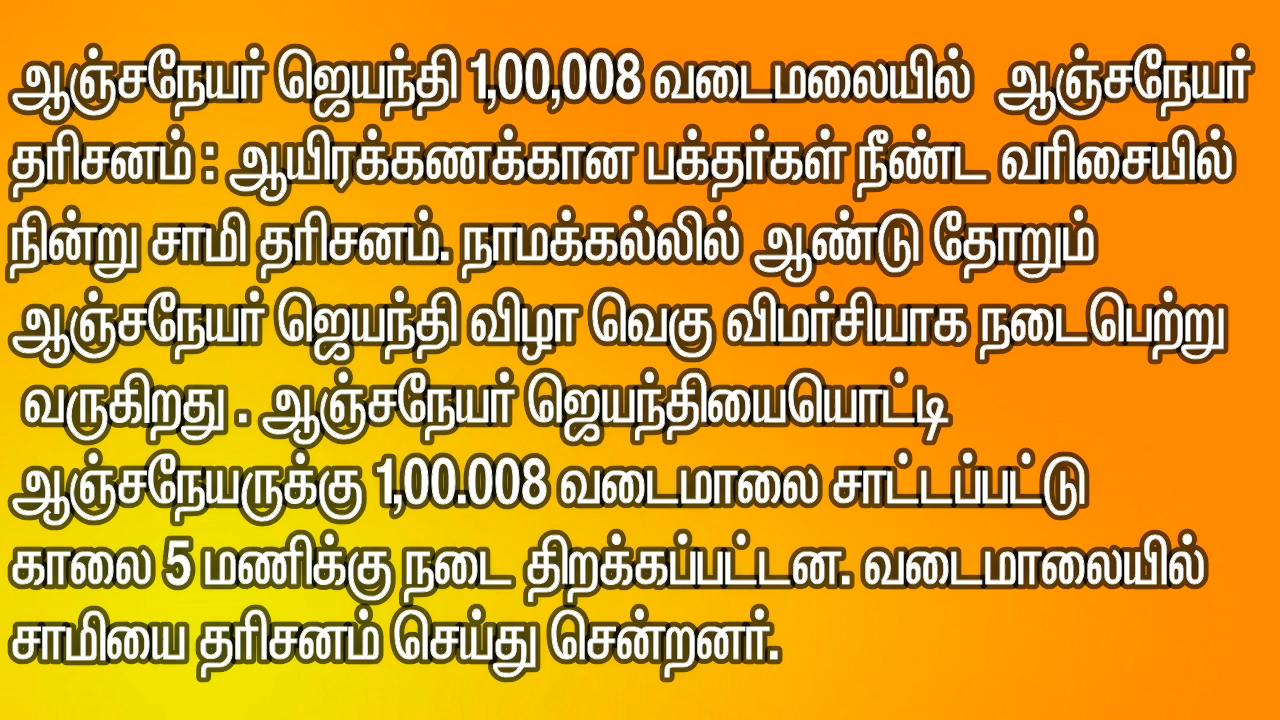 ஆஞ்சநேயர் ஜெயந்தி 1,00,008 வடைமலையில் ஆஞ்சநேயர்
தரிசனம் : ஆயிரக்கணக்கான பக்தர்கள் நீண்ட வரிசையில்
நின்று சாமி தரிசனம். நாமக்கல்லில் ஆண்டு தோறும்
ஆஞ்சநேயர் ஜெயந்தி விழா வெகு விமர்சியாக நடைபெற்று
வருகிறது . ஆஞ்சநேயர் ஜெயந்தியையொட்டி
ஆஞ்சநேயருக்கு 1,00.008 வடைமாலை சாட்டப்பட்டு
காலை 5 மணிக்கு நடை திறக்கப்பட்டன. வடைமாலையில்
சாமியை தரிசனம் செய்து சென்றனர்.